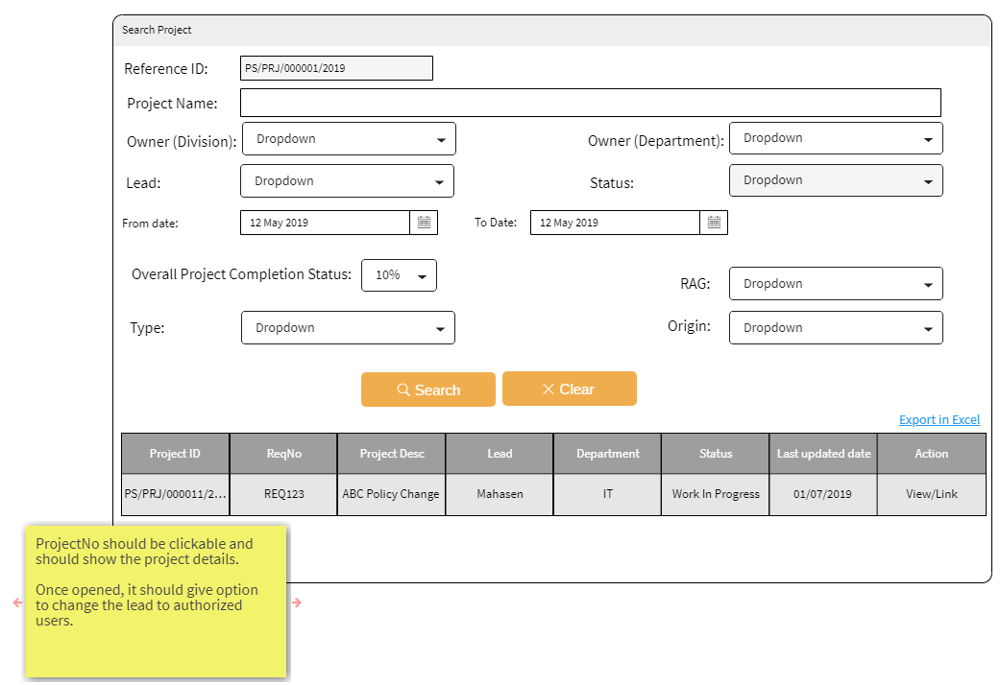 Search Project
Reference ID: PS/PRJ/000001/2019
Project Name:
Owner (Division): Dropdown Owner (Department): Dropdown
Lead: Dropdown Status: Dropdown
From date: 12 May 2019 To Date: 12 May 2019
Overall Project Completion Status: 10% RAG: Dropdown
Type: Dropdown Origin: Dropdown
Search Clear
Export in Excel
Project ID ReqNo Project Desc Lead Department Status Last updated date Action
PS/PRJ/000011/2... REQ123 ABC Policy Change Mahasen IT Work In Progress 01/07/2019 View/Link
ProjectNo should be clickable and
should show the project details.
Once opened, it should give option
to change the lead to authorized
users.